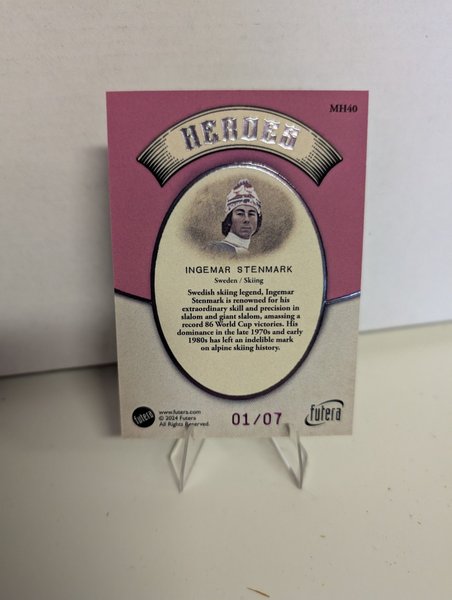 MH40
HEROES
INGEMAR STENMARK
Sweden / Skiing
Swedish skiing legend, Ingemar
Stenmark is renowned for his
extraordinary skill and precision in
slalom and giant slalom, amassing a
record 86 World Cup victories. His
dominance in the late 1970s and early
1980s has left an indelible mark
on alpine skiing history.
futera
www.futera.com
© 2024 Futera
All Rights Reserved.
01/07
futera